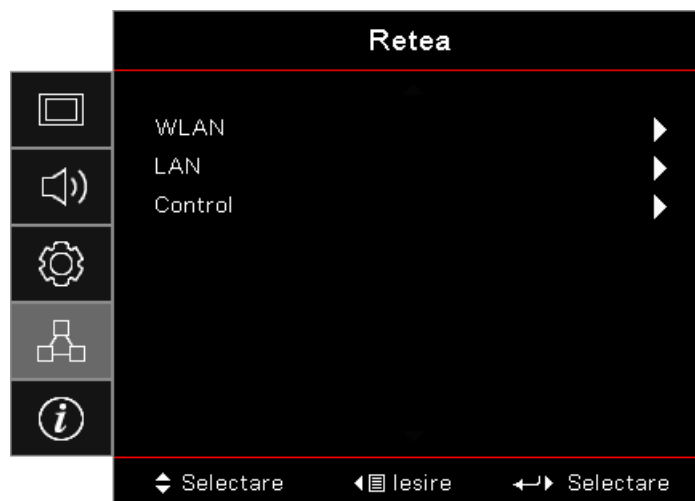 Retea
WLAN
LAN
Control
Selectare Iesire Selectare